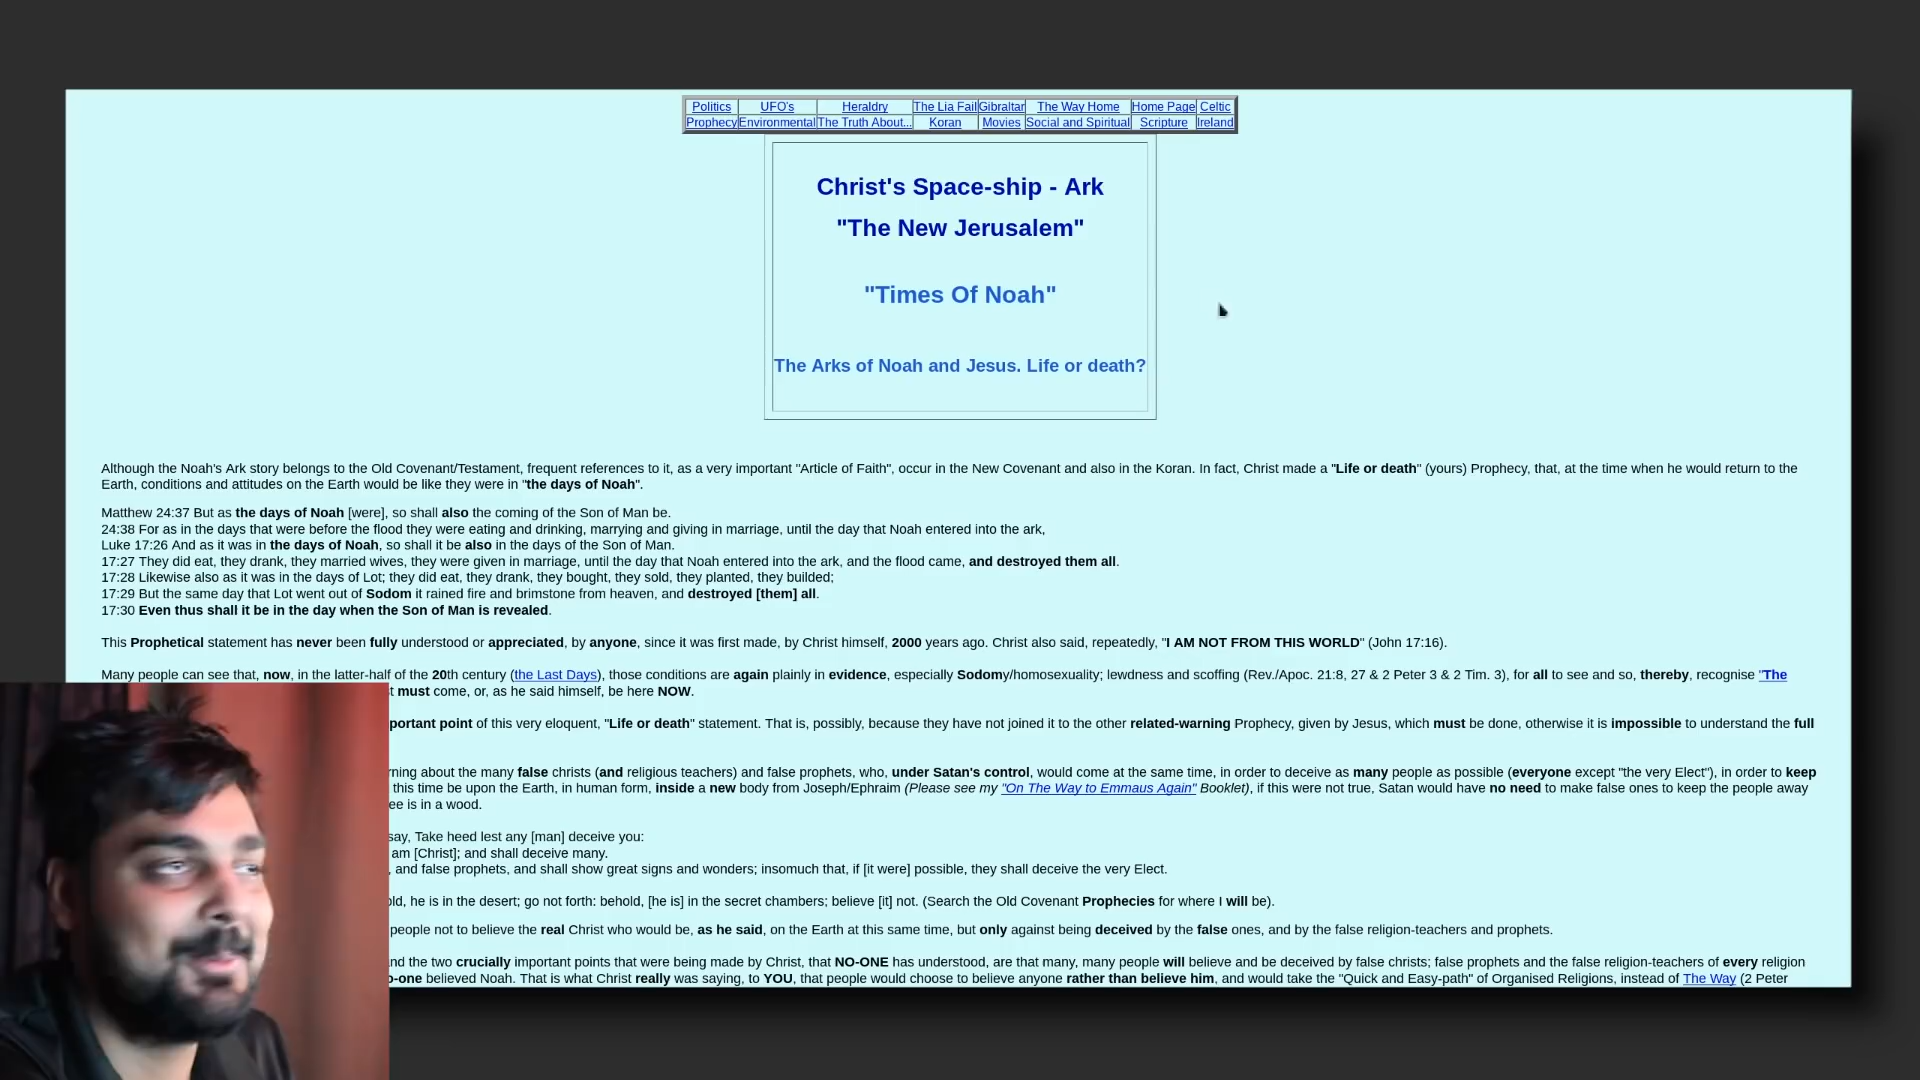 Politics UFO's Heraldry The Lia Fail Gibraltar The Way Home Home Page Celtic
Prophecy Environmental The Truth About... Koran Movies Social and Spiritual Scripture Ireland
Christ's Space-ship - Ark
"The New Jerusalem"
"Times Of Noah"
The Arks of Noah and Jesus. Life or death?
Although the Noah's Ark story belongs to the Old Covenant/Testament, frequent references to it, as a very important "Article of Faith", occur in the New Covenant and also in the Koran. In fact, Christ made a "Life or death" (yours) Prophecy, that, at the time when he would return to the
Earth, conditions and attitudes on the Earth would be like they were in "the days of Noah".
Matthew 24:37 But as the days of Noah [were], so shall also the coming of the Son of Man be.
24:38 For as in the days that were before the flood they were eating and drinking, marrying and giving in marriage, until the day that Noah entered into the ark,
Luke 17:26 And as it was in the days of Noah, so shall it be also in the days of the Son of Man.
17:27 They did eat, they drank, they married wives, they were given in marriage, until the day that Noah entered into the ark, and the flood came, and destroyed them all.
17:28 Likewise also as it was in the days of Lot; they did eat, they drank, they bought, they sold, they planted, they builded;
17:29 But the same day that Lot went out of Sodom it rained fire and brimstone from heaven, and destroyed [them] all.
17:30 Even thus shall it be in the day when the Son of Man is revealed.
This Prophetical statement has never been fully understood or appreciated, by anyone, since it was first made, by Christ himself, 2000 years ago. Christ also said, repeatedly, "I AM NOT FROM THIS WORLD" (John 17:16).
Many people can see that, now, in the latter-half of the 20th century (the Last Days), those conditions are again plainly in evidence, especially Sodomy/homosexuality; lewdness and scoffing (Rev./Apoc. 21:8, 27 & 2 Peter 3 & 2 Tim. 3), for all to see and so, thereby, recognise "The
must come, or, as he said himself, be here NOW.
point of this very eloquent, "Life or death" statement. That is, possibly, because they have not joined it to the other related-warning Prophecy, given by Jesus, which must be done, otherwise it is impossible to understand the full
about the many false christs (and religious teachers) and false prophets, who, under Satan's control, would come at the same time, in order to deceive as many people as possible (everyone except "the very Elect"), in order to keep
this time be upon the Earth, in human form, inside a new body from Joseph/Ephraim (Please see my "On The Way to Emmaus Again" Booklet), if this were not true, Satan would have no need to make false ones to keep the people away
is in a wood.
say, Take heed lest any [man] deceive you:
am [Christ]; and shall deceive many.
, and false prophets, and shall show great signs and wonders; insomuch that, if [it were] possible, they shall deceive the very Elect.
he is in the desert; go not forth: behold, [he is] in the secret chambers; believe [it] not. (Search the Old Covenant Prophecies for where I will be).
people not to believe the real Christ who would be, as he said, on the Earth at this same time, but only against being deceived by the false ones, and by the false religion-teachers and prophets.
the two crucially important points that were being made by Christ, that NO-ONE has understood, are that many, many people will believe and be deceived by false christs; false prophets and the false religion-teachers of every religion
believed Noah. That is what Christ really was saying, to YOU, that people would choose to believe anyone rather than believe him, and would take the "Quick and Easy-path" of Organised Religions, instead of The Way (2 Peter